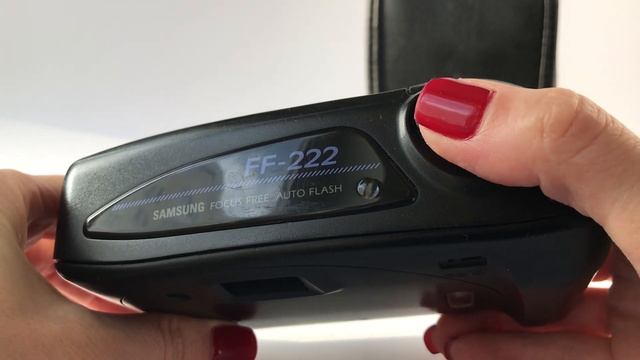 FF-222
SAMSUNG FOCUS FREE AUTO FLASH